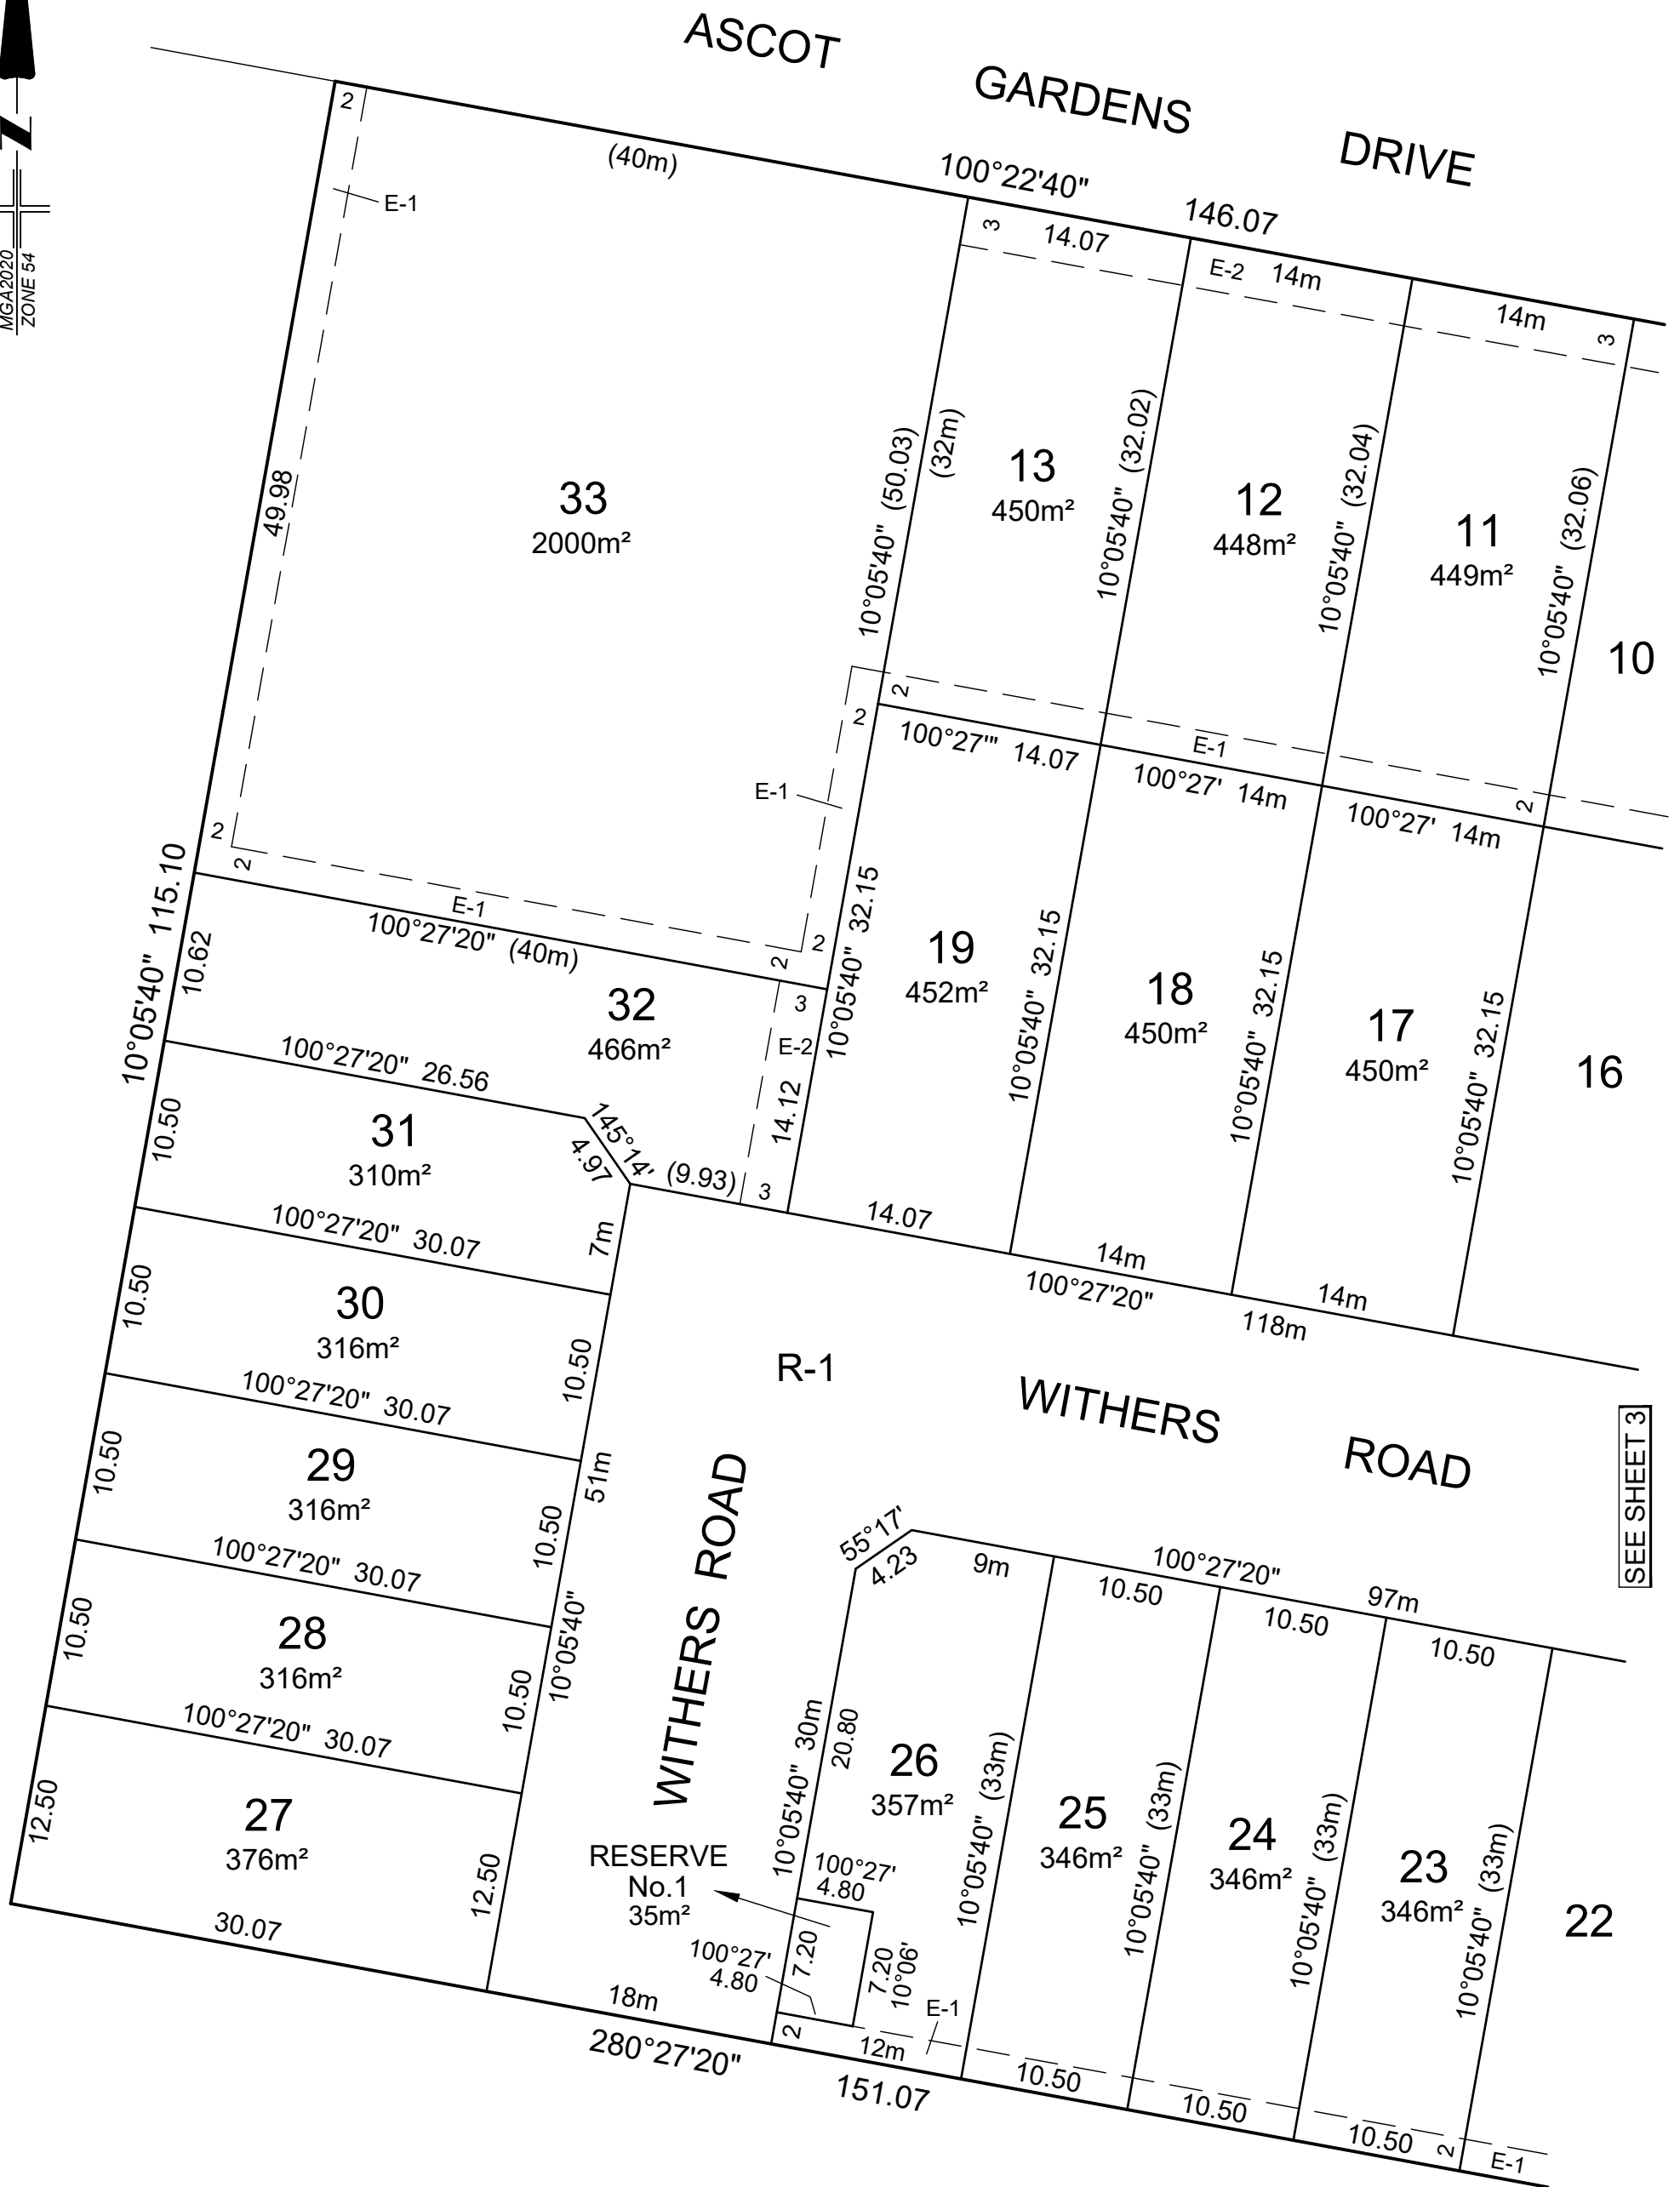 ASCOT GARDENS DRIVE
Z
MGA2020
ZONE 54
100°22'40" 146.07
2
(40m)
E-1
3
14.07
E-2 14m
14m
3
49.98
33
2000m²
10°05'40" (50.03)
(32m)
13
450m²
10°05'40" (32.02)
12
448m²
10°05'40" (32.04)
11
449m²
10°05'40" (32.06)
10
2
2
100°27'" 14.07
E-1
100°27' 14m
2
100°27' 14m
E-1
2
2
E-1
2
2
100°27'20" (40m)
10°05'40" 115.10
10.62
32
466m²
3
E-2
14.12
10°05'40" 32.15
19
452m²
10°05'40" 32.15
18
450m²
10°05'40" 32.15
17
450m²
10°05'40" 32.15
16
100°27'20" 26.56
145°14'
4.97
(9.93)
3
14.07
14m
14m
100°27'20" 118m
10.50
31
310m²
7m
100°27'20" 30.07
10.50
30
316m²
10.50
100°27'20" 30.07
R-1
WITHERS ROAD
SEE SHEET 3
10.50
29
316m²
10.50
51m
10°05'40"
100°27'20" 30.07
10.50
28
316m²
10.50
100°27'20" 30.07
12.50
27
376m²
12.50
30.07
WITHERS ROAD
55°17'
4.23
9m
100°27'20" 97m
10.50
10.50
10.50
10°05'40" 30m
20.80
26
357m²
10°05'40" (33m)
25
346m²
10°05'40" (33m)
24
346m²
10°05'40" (33m)
23
346m²
10°05'40" (33m)
22
RESERVE
No.1
35m²
100°27'
4.80
7.20
7.20
10°06'
100°27'
4.80
E-1
18m
2
12m
10.50
10.50
10.50
2
E-1
280°27'20" 151.07